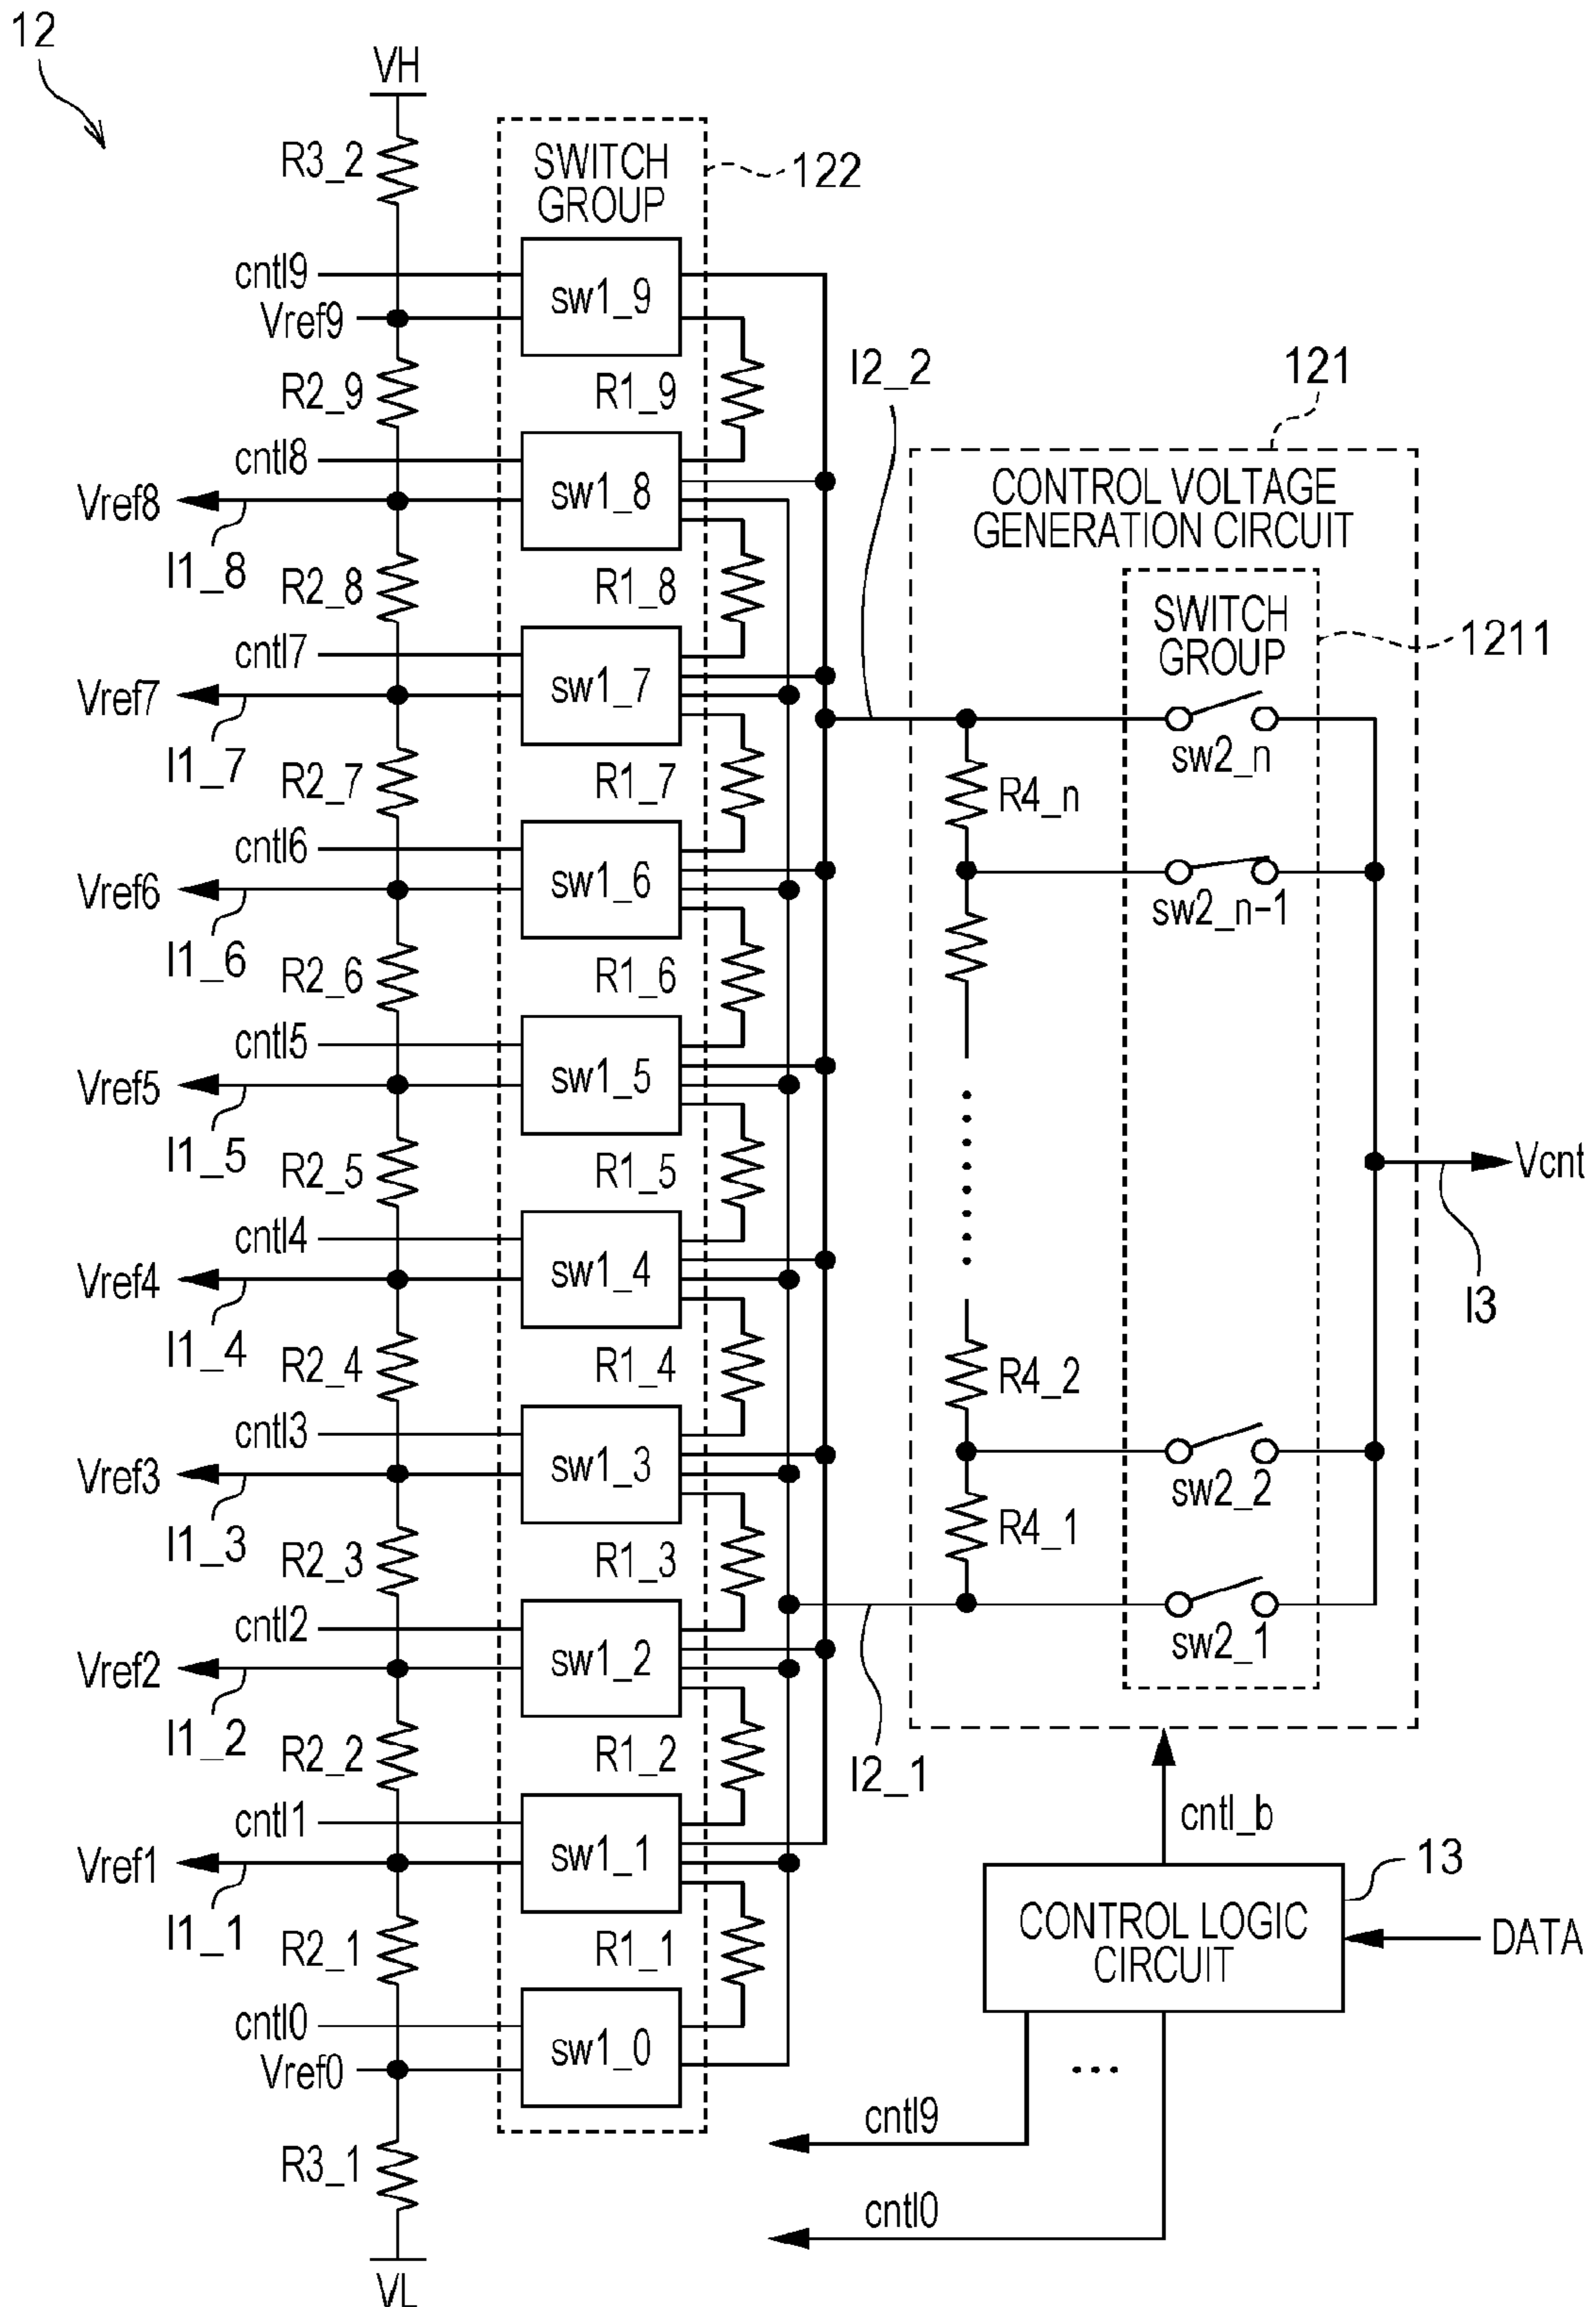 12
VH
R3_2
SWITCH
GROUP
122
cntl9
sw1_9
Vref9
R2_9
R1_9
I2_2
121
cntl8
sw1_8
Vref8
I1_8
R2_8
R1_8
CONTROL VOLTAGE
GENERATION CIRCUIT
SWITCH
GROUP
1211
cntl7
sw1_7
Vref7
I1_7
R2_7
R1_7
sw2_n
R4_n
cntl6
sw1_6
Vref6
I1_6
R2_6
R1_6
sw2_n-1
cntl5
sw1_5
Vref5
I1_5
R2_5
R1_5
Vcnt
I3
cntl4
sw1_4
Vref4
I1_4
R2_4
R1_4
R4_2
cntl3
sw1_3
Vref3
I1_3
R2_3
R1_3
sw2_2
R4_1
cntl2
sw1_2
Vref2
I1_2
R2_2
R1_2
sw2_1
I2_1
cntl1
sw1_1
Vref1
I1_1
R2_1
R1_1
cntl_b
13
CONTROL LOGIC
CIRCUIT
DATA
cntl0
sw1_0
Vref0
...
cntl9
R3_1
cntl0
VL